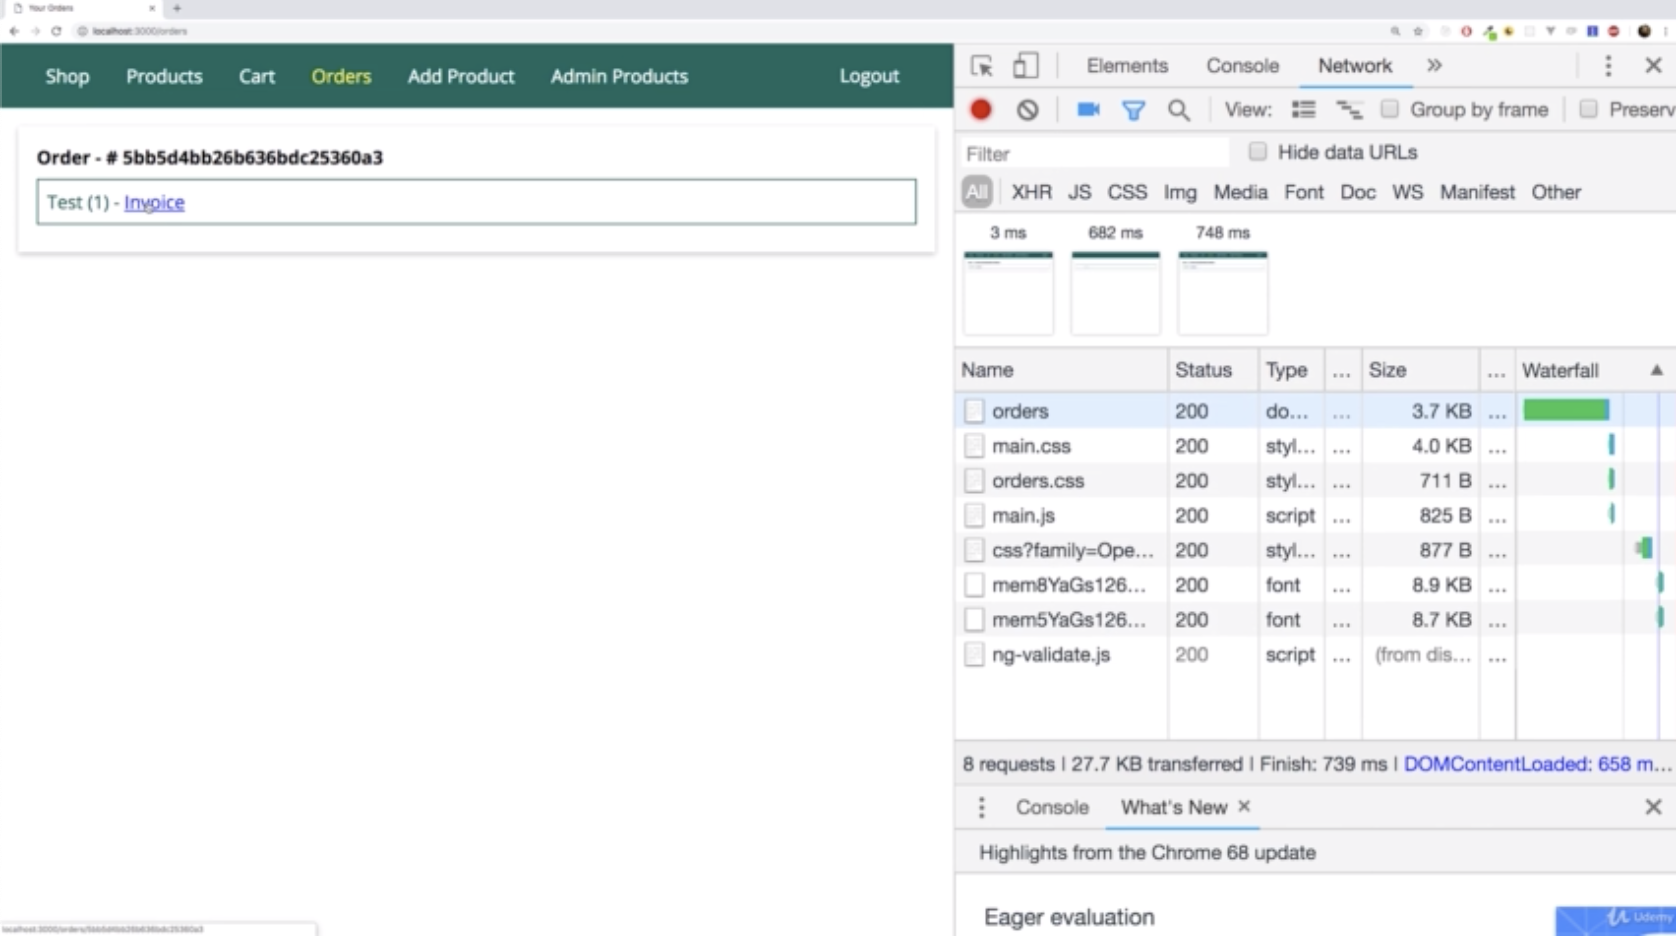 Your Orders
localhost:3000/orders
Shop Products Cart Orders Add Product Admin Products Logout
Order - # 5bb5d4bb26b636bdc25360a3
Test (1) - Invoice
Elements Console Network
View: Group by frame Preserv
Filter Hide data URLs
All XHR JS CSS Img Media Font Doc WS Manifest Other
3 ms 682 ms 748 ms
Name Status Type ... Size ... Waterfall
orders 200 do... ... 3.7 KB ...
main.css 200 styl... ... 4.0 KB ...
orders.css 200 styl... ... 711 B ...
main.js 200 script ... 825 B ...
css?family=Ope... 200 styl... ... 877 B ...
mem8YaGs126... 200 font ... 8.9 KB ...
mem5YaGs126... 200 font ... 8.7 KB ...
ng-validate.js 200 script ... (from dis... ...
8 requests | 27.7 KB transferred | Finish: 739 ms | DOMContentLoaded: 658 m...
Console What's New
Highlights from the Chrome 68 update
Eager evaluation
Udemy
localhost:3000/orders/5bb5d4bb26b636bdc25360a3